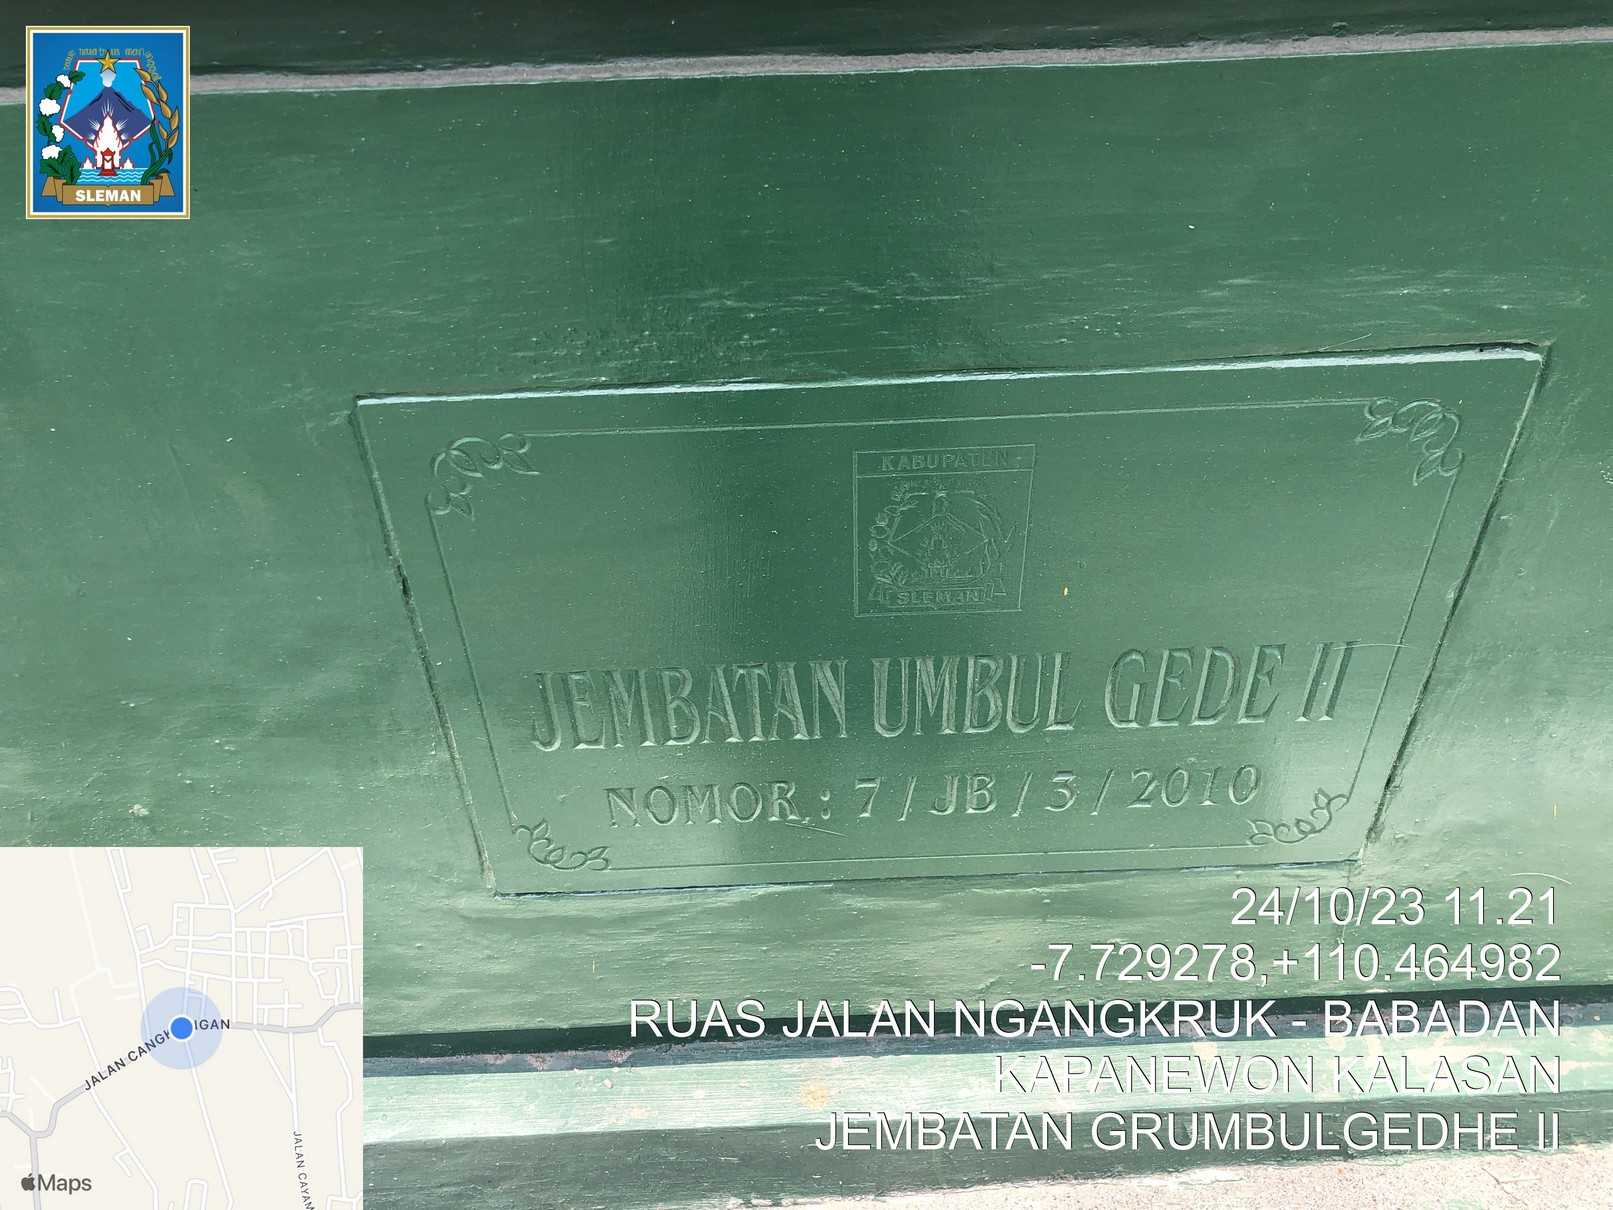 SLEMAN
KABUPATEN
SLEMAN
JEMBATAN UMBUL GEDE II
NOMOR : 7 / JB / 3 / 2010
24/10/23 11.21
-7.729278,+110.464982
RUAS JALAN NGANGKRUK - BABADAN
KAPANEWON KALASAN
JEMBATAN GRUMBULGEDHE II
JALAN CANGK IGAN
JALAN CAYAM
Maps